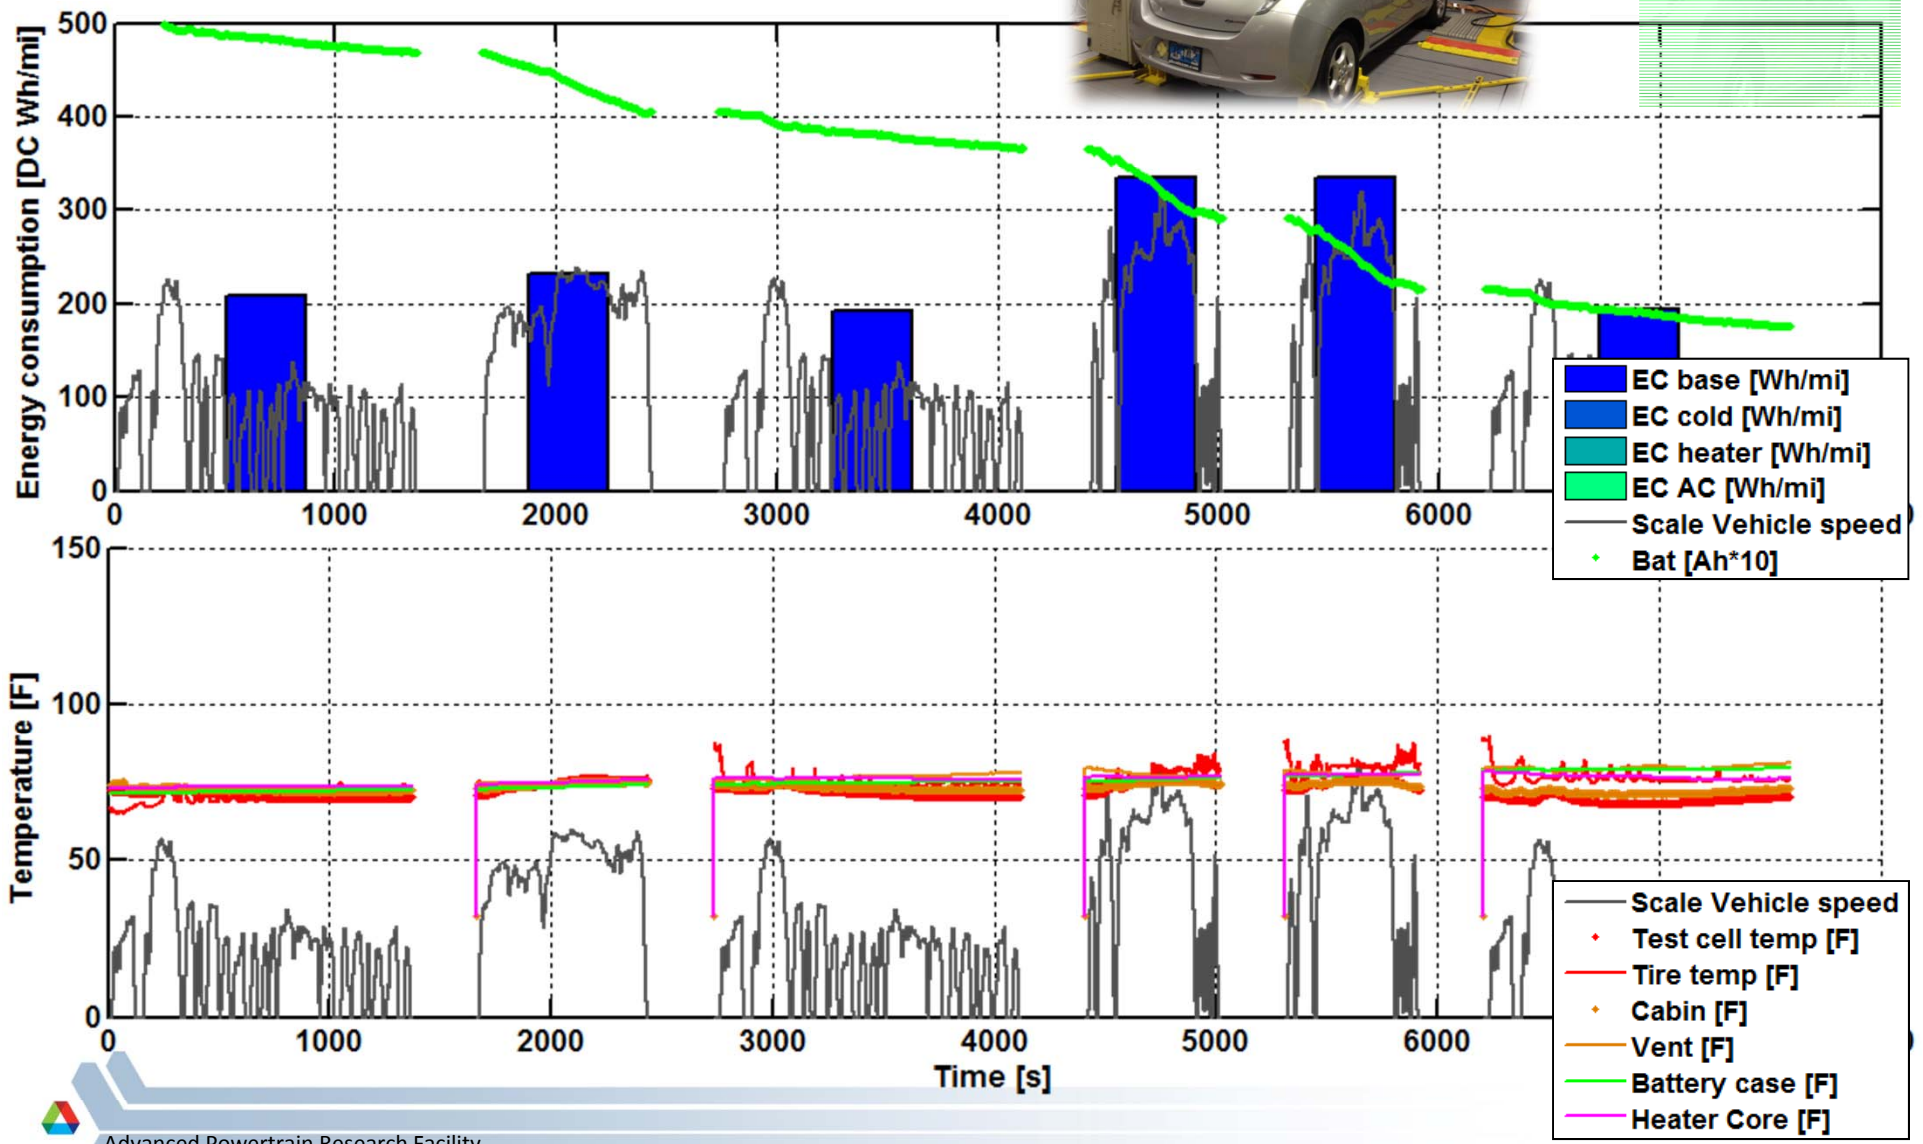 500
400
300
200
100
0
Energy consumption [DC Wh/mi]
0 1000 2000 3000 4000 5000 6000
EC base [Wh/mi]
EC cold [Wh/mi]
EC heater [Wh/mi]
EC AC [Wh/mi]
Scale Vehicle speed
Bat [Ah*10]
150
100
50
0
Temperature [F]
0 1000 2000 3000 4000 5000 6000
Time [s]
Scale Vehicle speed
Test cell temp [F]
Tire temp [F]
Cabin [F]
Vent [F]
Battery case [F]
Heater Core [F]
Advanced Powertrain Research Facility